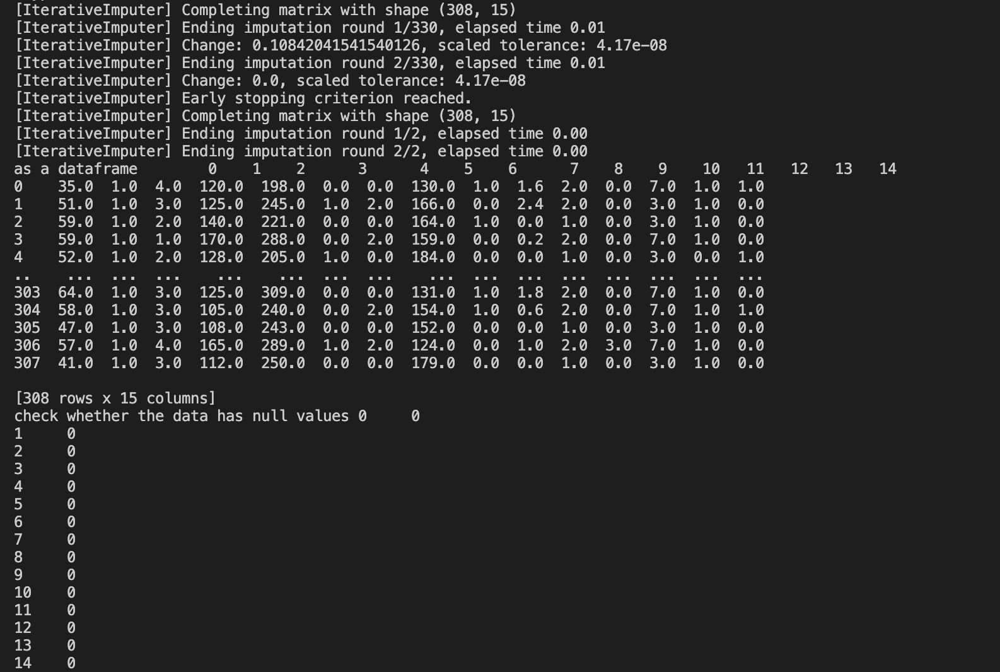 [IterativeImputer] Completing matrix with shape (308, 15)
[IterativeImputer] Ending imputation round 1/330, elapsed time 0.01
[IterativeImputer] Change: 0.10842041541540126, scaled tolerance: 4.17e-08
[IterativeImputer] Ending imputation round 2/330, elapsed time 0.01
[IterativeImputer] Change: 0.0, scaled tolerance: 4.17e-08
[IterativeImputer] Early stopping criterion reached.
[IterativeImputer] Completing matrix with shape (308, 15)
[IterativeImputer] Ending imputation round 1/2, elapsed time 0.00
[IterativeImputer] Ending imputation round 2/2, elapsed time 0.00
as a dataframe        0    1    2      3      4    5    6      7    8    9    10   11   12   13   14
0    35.0  1.0  4.0  120.0  198.0  0.0  0.0  130.0  1.0  1.6  2.0  0.0  7.0  1.0  1.0
1    51.0  1.0  3.0  125.0  245.0  1.0  2.0  166.0  0.0  2.4  2.0  0.0  3.0  1.0  0.0
2    59.0  1.0  2.0  140.0  221.0  0.0  0.0  164.0  1.0  0.0  1.0  0.0  3.0  1.0  0.0
3    59.0  1.0  1.0  170.0  288.0  0.0  2.0  159.0  0.0  0.2  2.0  0.0  7.0  1.0  0.0
4    52.0  1.0  2.0  128.0  205.0  1.0  0.0  184.0  0.0  0.0  1.0  0.0  3.0  0.0  1.0
..    ...  ...  ...    ...    ...  ...  ...    ...  ...  ...  ...  ...  ...  ...  ...
303  64.0  1.0  3.0  125.0  309.0  0.0  0.0  131.0  1.0  1.8  2.0  0.0  7.0  1.0  0.0
304  58.0  1.0  3.0  105.0  240.0  0.0  2.0  154.0  1.0  0.6  2.0  0.0  7.0  1.0  1.0
305  47.0  1.0  3.0  108.0  243.0  0.0  0.0  152.0  0.0  0.0  1.0  0.0  3.0  1.0  0.0
306  57.0  1.0  4.0  165.0  289.0  1.0  2.0  124.0  0.0  1.0  2.0  3.0  7.0  1.0  0.0
307  41.0  1.0  3.0  112.0  250.0  0.0  0.0  179.0  0.0  0.0  1.0  0.0  3.0  1.0  0.0
[308 rows x 15 columns]
check whether the data has null values 0     0
1     0
2     0
3     0
4     0
5     0
6     0
7     0
8     0
9     0
10    0
11    0
12    0
13    0
14    0